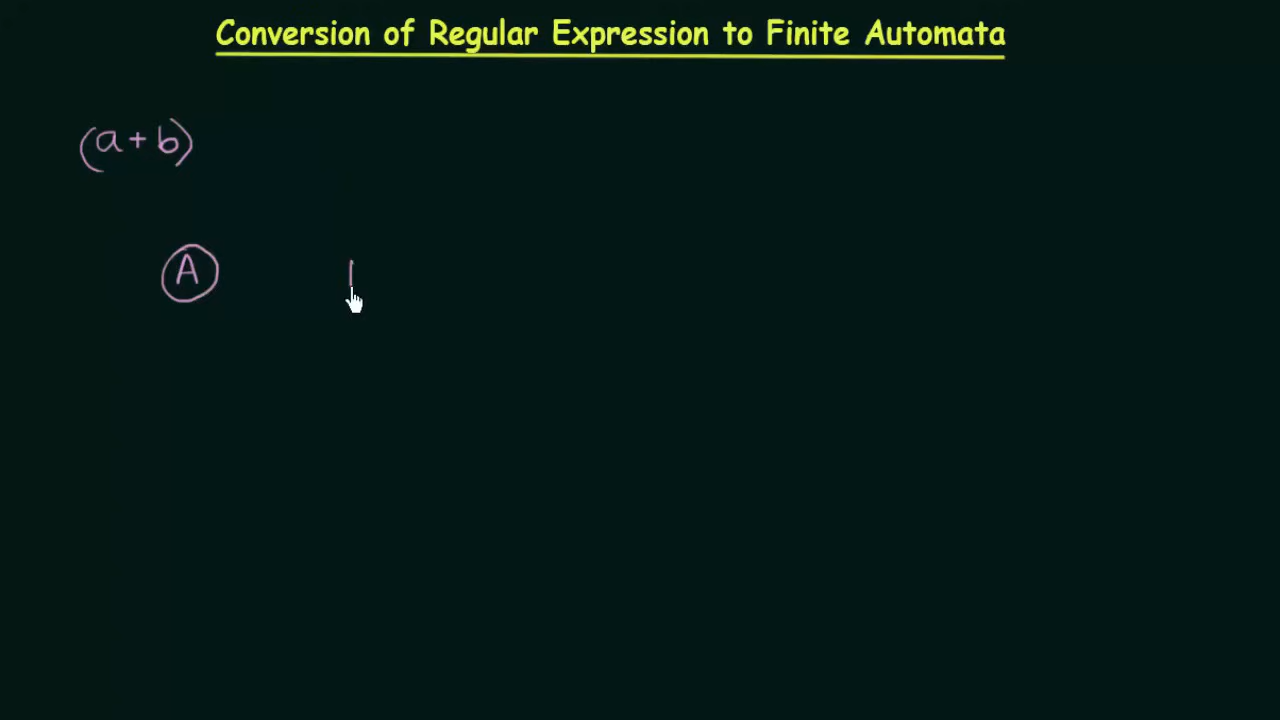 Conversion of Regular Expression to Finite Automata
(a + b)
A